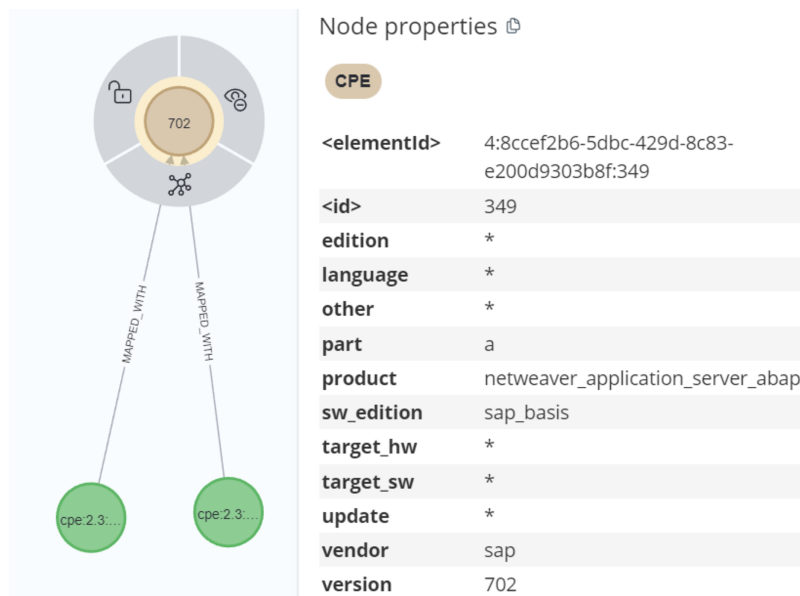 702
MAPPED_WITH
MAPPED_WITH
cpe:2.3:...
cpe:2.3:...
Node properties
CPE
<elementId> 4:8ccef2b6-5dbc-429d-8c83-
e200d9303b8f:349
<id> 349
edition *
language *
other *
part a
product netweaver_application_server_abap
sw_edition sap_basis
target_hw *
target_sw *
update *
vendor sap
version 702